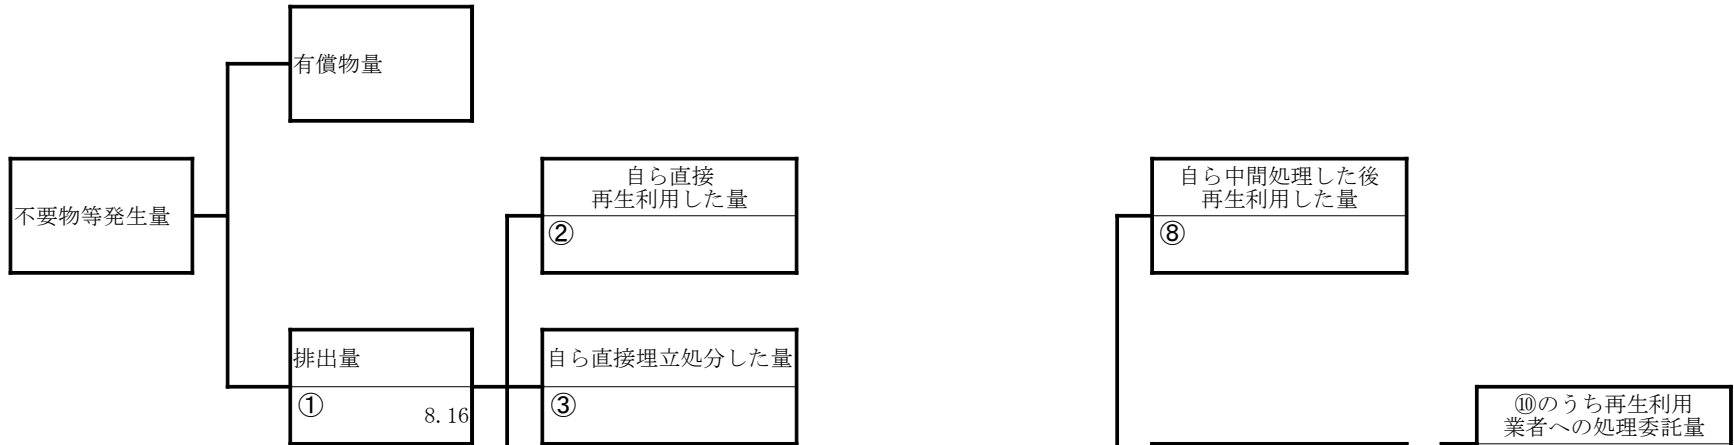 有償物量
不要物等発生量
自ら直接
再生利用した量
②
自ら中間処理した後
再生利用した量
⑧
排出量
①
8.16
自ら直接埋立処分した量
③
⑩のうち再生利用
業者への処理委託量